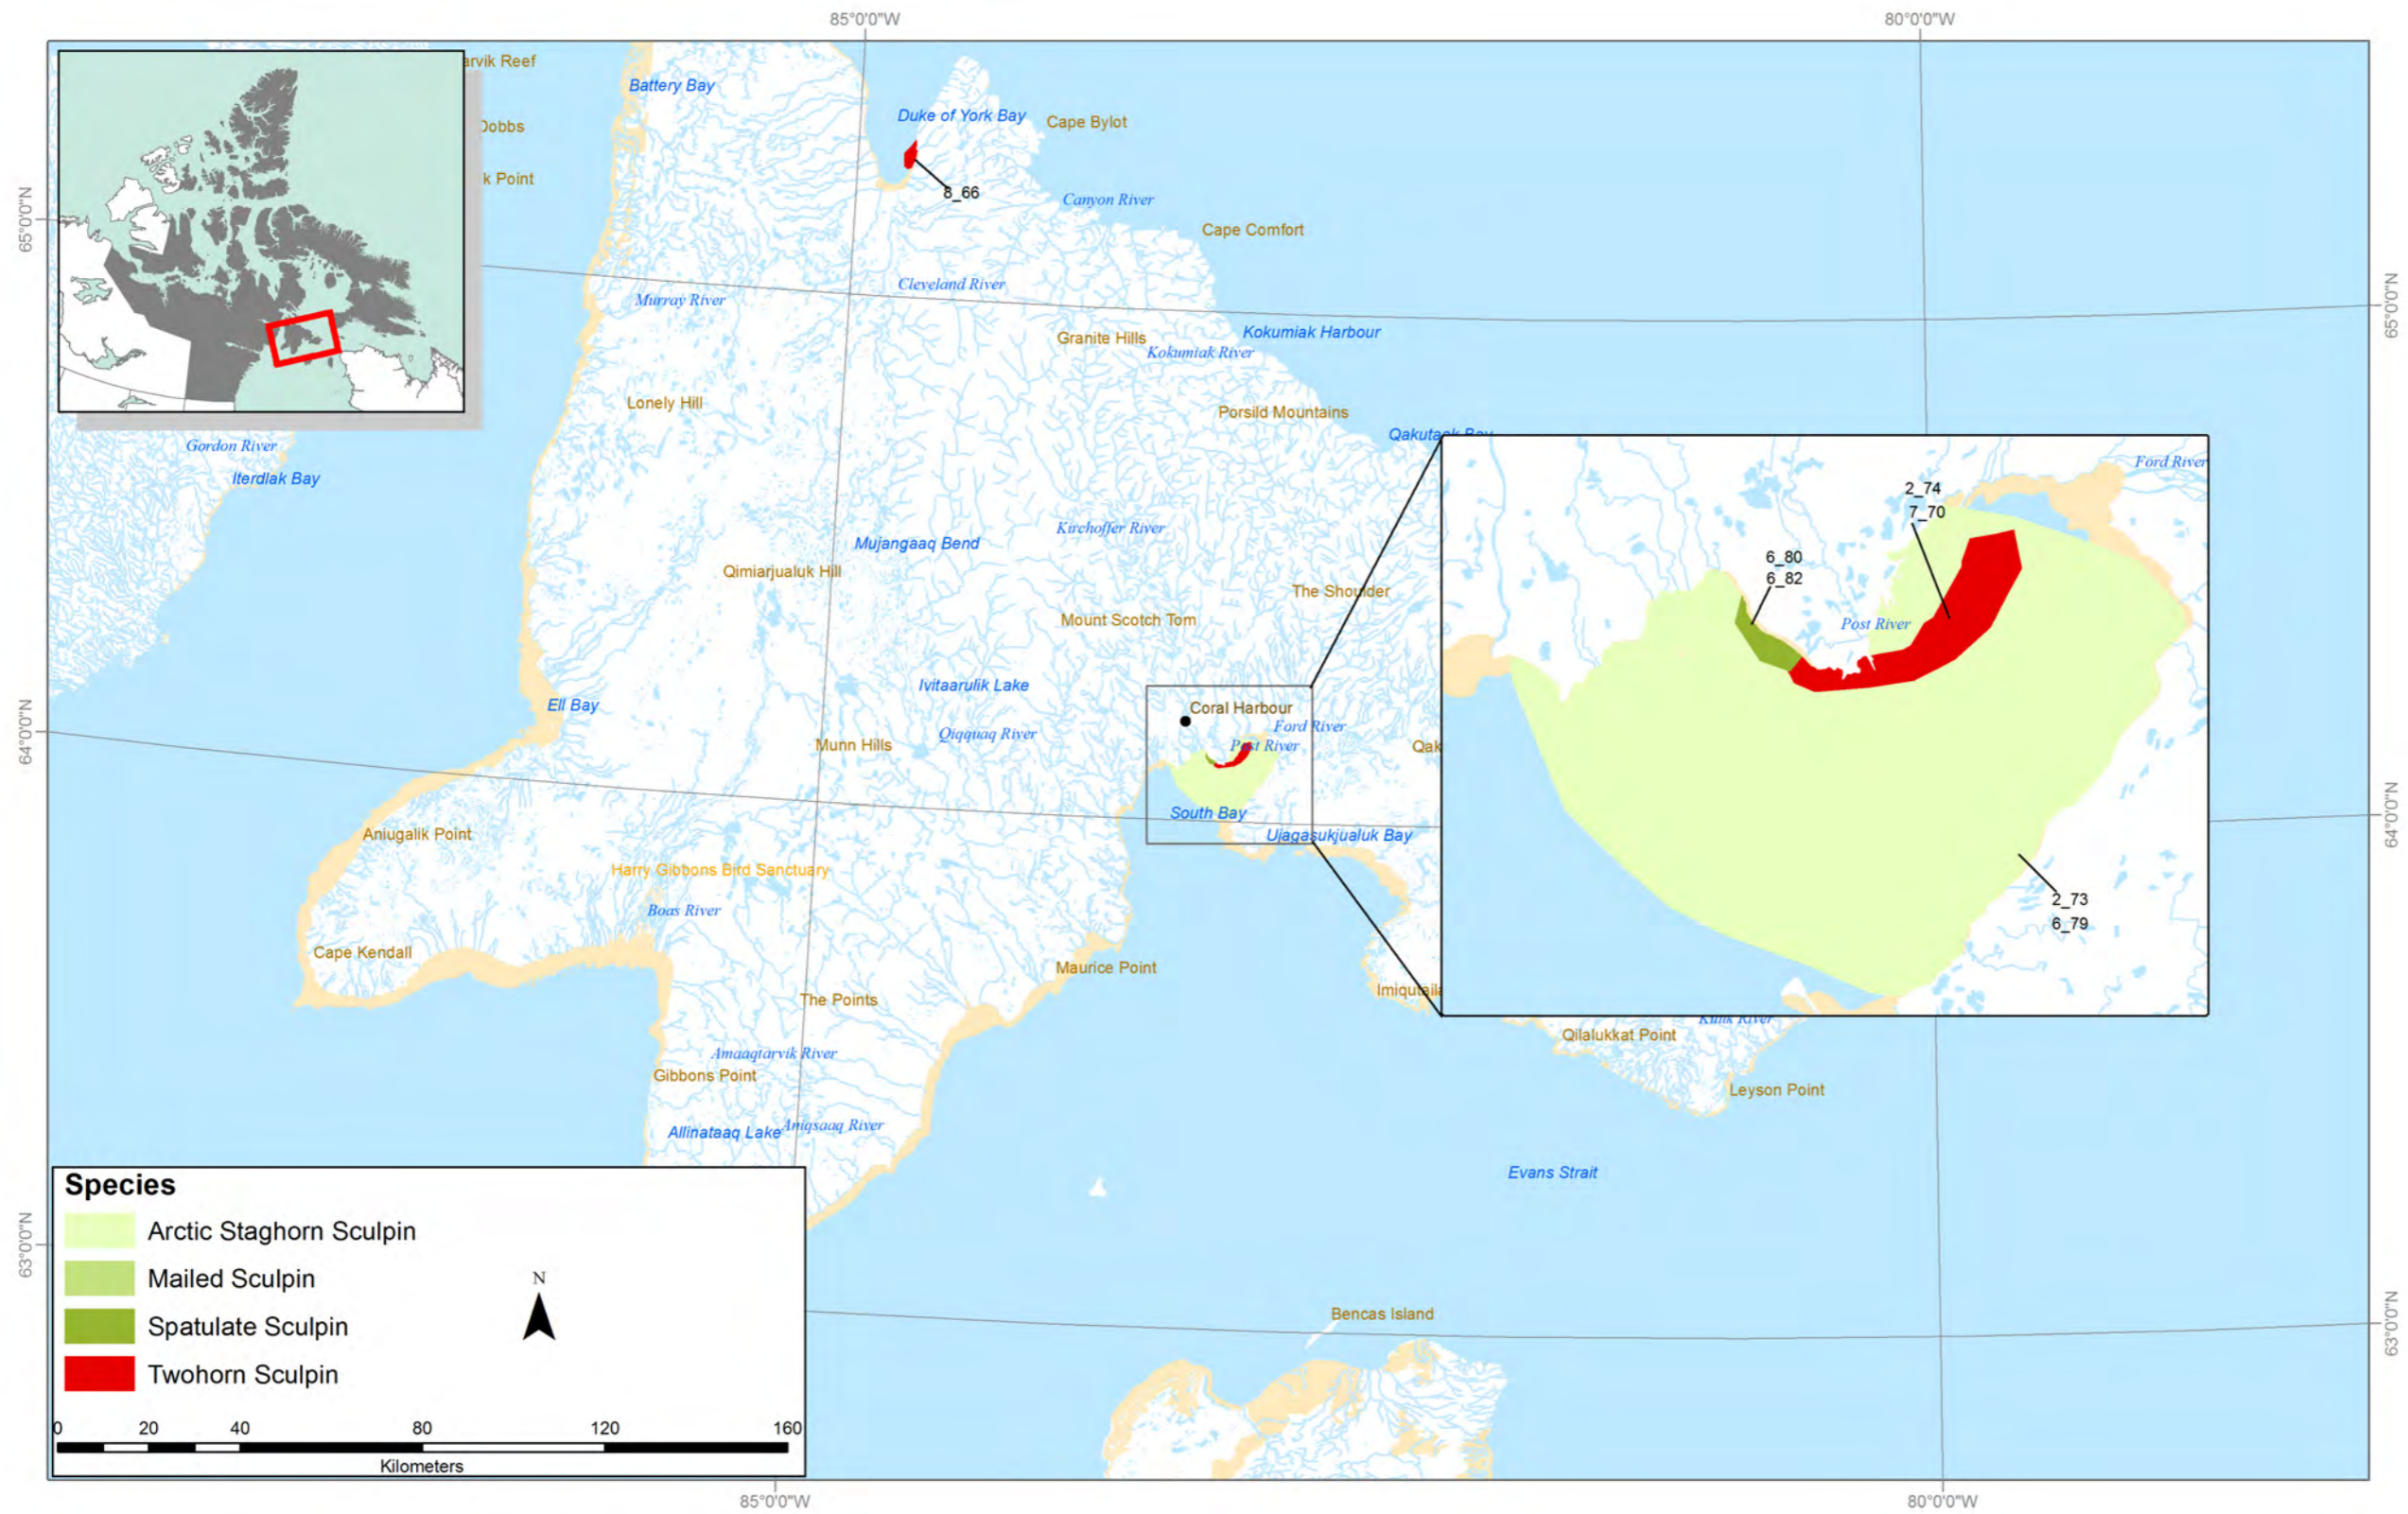 85°0'0"W
80°0'0"W
arvik Reef
Battery Bay
Duke of York Bay
Cape Bylot
Dobbs
k Point
8_66
Canyon River
Cape Comfort
65°0'0"N
65°0'0"N
Cleveland River
Murray River
Kokumiak Harbour
Granite Hills
Kokumiak River
Lonely Hill
Porsild Mountains
Gordon River
Iterdlak Bay
Ford River
2_74
7_70
6_80
6_82
Post River
2_73
6_79
Kirchoffer River
Mujangaaq Bend
Qimiarjualuk Hill
The Shoulder
Mount Scotch Tom
Ivitaarulik Lake
Ell Bay
Coral Harbour
Ford River
Qiqquaq River
Munn Hills
Post River
Qak
64°0'0"N
64°0'0"N
South Bay
Ujagasukjualuk Bay
Aniugalik Point
Harry Gibbons Bird Sanctuary
Boas River
Cape Kendall
Maurice Point
The Points
Qilalukkat Point
Amaaqtarvik River
Gibbons Point
Leyson Point
Aniqsaaq River
Allinataaq Lake
Evans Strait
63°0'0"N
63°0'0"N
Bencas Island
Species
Arctic Staghorn Sculpin
Mailed Sculpin
Spatulate Sculpin
Twohorn Sculpin
N
0 20 40 80 120 160
Kilometers
85°0'0"W
80°0'0"W